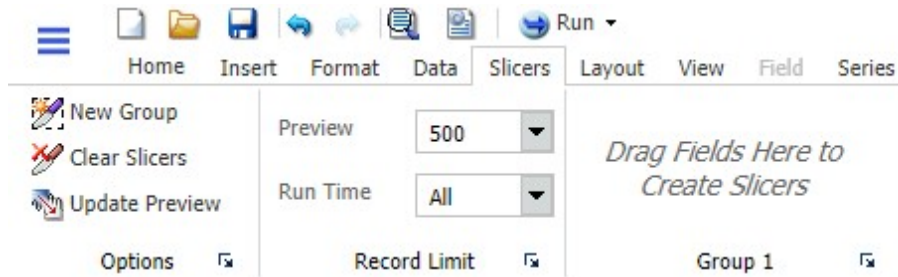 Run
Home Insert Format Data Slicers Layout View Field Series
New Group
Clear Slicers
Update Preview
Options
Preview 500
Run Time All
Record Limit
Drag Fields Here to
Create Slicers
Group 1